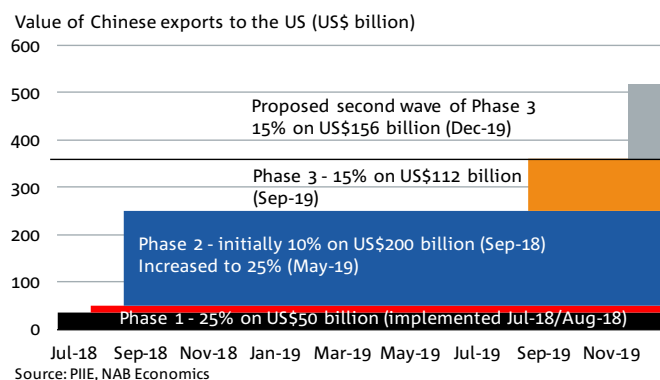 Value of Chinese exports to the US (US$ billion)
600
500
Proposed second wave of Phase 3
15% on US$156 billion (Dec-19)
400
300
Phase 3 - 15% on US$112 billion
(Sep-19)
200
Phase 2 - initially 10% on US$200 billion (Sep-18)
Increased to 25% (May-19)
100
0
Phase 1 - 25% on US$50 billion (implemented Jul-18/Aug-18)
Jul-18 Sep-18 Nov-18 Jan-19 Mar-19 May-19 Jul-19 Sep-19 Nov-19
Source: PIIE, NAB Economics